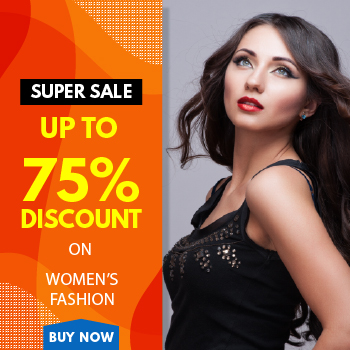 SUPER SALE
UP TO
75%
DISCOUNT
ON
WOMEN'S
FASHION
BUY NOW